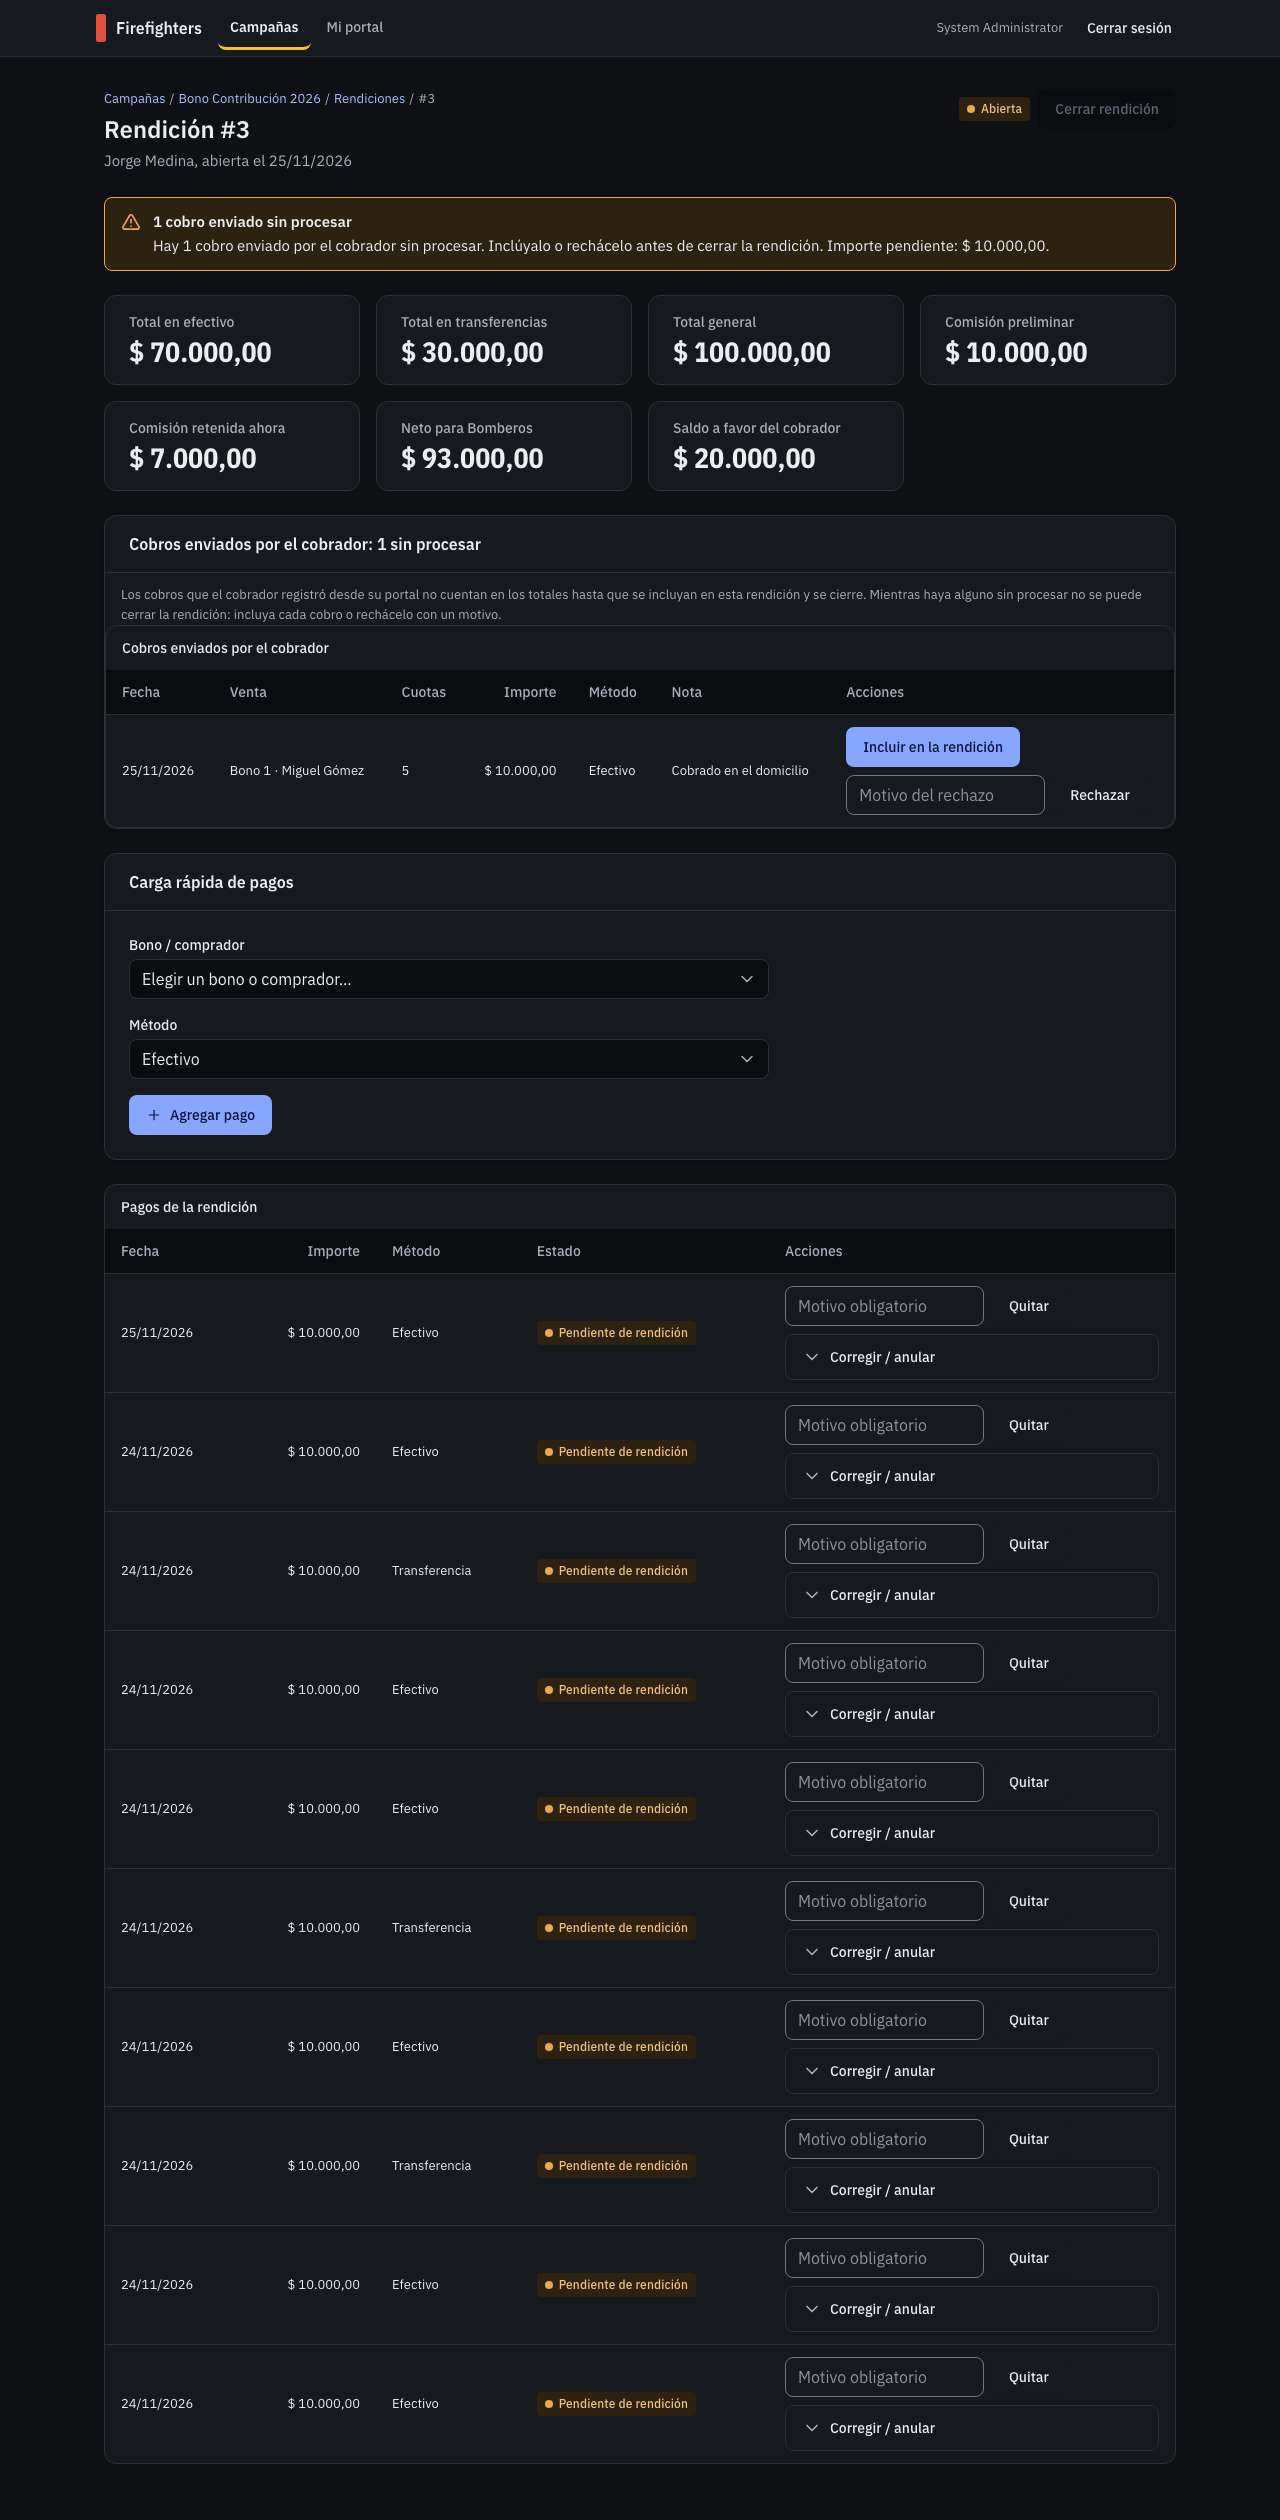 Firefighters
Campañas
Mi portal
System Administrator
Cerrar sesión
Campañas / Bono Contribución 2026 / Rendiciones / #3
Rendición #3
Jorge Medina, abierta el 25/11/2026
Abierta
Cerrar rendición
1 cobro enviado sin procesar
Hay 1 cobro enviado por el cobrador sin procesar. Inclúyalo o rechácelo antes de cerrar la rendición. Importe pendiente: $ 10.000,00.
Total en efectivo
$ 70.000,00
Total en transferencias
$ 30.000,00
Total general
$ 100.000,00
Comisión preliminar
$ 10.000,00
Comisión retenida ahora
$ 7.000,00
Neto para Bomberos
$ 93.000,00
Saldo a favor del cobrador
$ 20.000,00
Cobros enviados por el cobrador: 1 sin procesar
Los cobros que el cobrador registró desde su portal no cuentan en los totales hasta que se incluyan en esta rendición y se cierre. Mientras haya alguno sin procesar no se puede
cerrar la rendición: incluya cada cobro o rechácelo con un motivo.
Cobros enviados por el cobrador
Fecha Venta Cuotas Importe Método Nota Acciones
25/11/2026 Bono 1 · Miguel Gómez 5 $ 10.000,00 Efectivo Cobrado en el domicilio
Incluir en la rendición
Motivo del rechazo Rechazar
Carga rápida de pagos
Bono / comprador
Elegir un bono o comprador...
Método
Efectivo
Agregar pago
Pagos de la rendición
Fecha Importe Método Estado Acciones
25/11/2026 $ 10.000,00 Efectivo Pendiente de rendición
Motivo obligatorio Quitar
Corregir / anular
24/11/2026 $ 10.000,00 Efectivo Pendiente de rendición
Motivo obligatorio Quitar
Corregir / anular
24/11/2026 $ 10.000,00 Transferencia Pendiente de rendición
Motivo obligatorio Quitar
Corregir / anular
24/11/2026 $ 10.000,00 Efectivo Pendiente de rendición
Motivo obligatorio Quitar
Corregir / anular
24/11/2026 $ 10.000,00 Efectivo Pendiente de rendición
Motivo obligatorio Quitar
Corregir / anular
24/11/2026 $ 10.000,00 Transferencia Pendiente de rendición
Motivo obligatorio Quitar
Corregir / anular
24/11/2026 $ 10.000,00 Efectivo Pendiente de rendición
Motivo obligatorio Quitar
Corregir / anular
24/11/2026 $ 10.000,00 Transferencia Pendiente de rendición
Motivo obligatorio Quitar
Corregir / anular
24/11/2026 $ 10.000,00 Efectivo Pendiente de rendición
Motivo obligatorio Quitar
Corregir / anular
24/11/2026 $ 10.000,00 Efectivo Pendiente de rendición
Motivo obligatorio Quitar
Corregir / anular